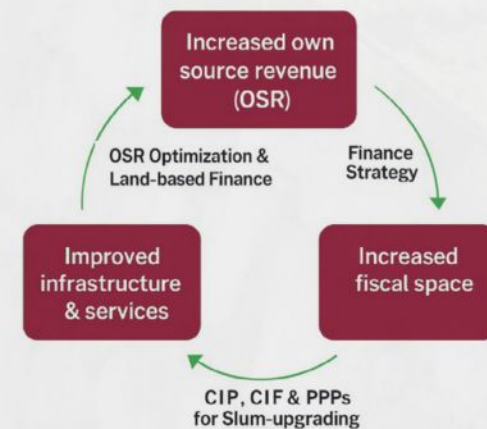 Increased own
source revenue
(OSR)
OSR Optimization &
Land-based Finance
Finance
Strategy
Improved
infrastructure
& services
Increased
fiscal space
CIP, CIF & PPPs
for Slum-upgrading